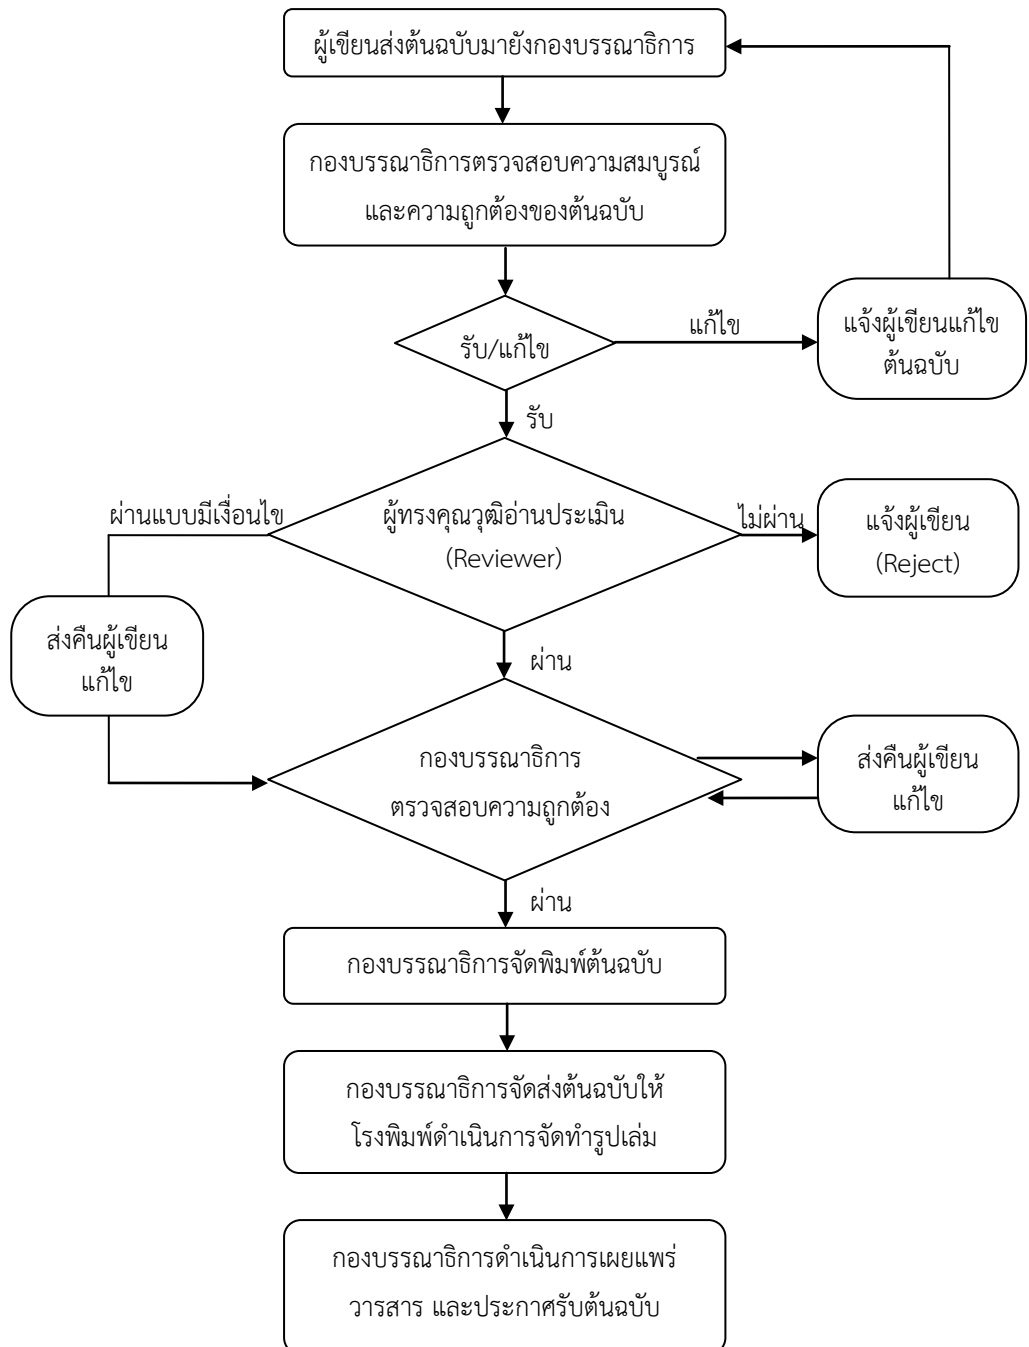 ผู้เขียนส่งต้นฉบับมายังกองบรรณาธิการ
กองบรรณาธิการตรวจสอบความสมบูรณ์
และความถูกต้องของต้นฉบับ
รับ/แก้ไข
แก้ไข
แจ้งผู้เขียนแก้ไข
ต้นฉบับ
รับ
ผ่านแบบมีเงื่อนไข
ผู้ทรงคุณวุฒิอ่านประเมิน
(Reviewer)
ไม่ผ่าน
แจ้งผู้เขียน
(Reject)
ส่งคืนผู้เขียน
แก้ไข
ผ่าน
กองบรรณาธิการ
ตรวจสอบความถูกต้อง
ส่งคืนผู้เขียน
แก้ไข
ผ่าน
กองบรรณาธิการจัดพิมพ์ต้นฉบับ
กองบรรณาธิการจัดส่งต้นฉบับให้
โรงพิมพ์ดำเนินการจัดทำรูปเล่ม
กองบรรณาธิการดำเนินการเผยแพร่
วารสาร และประกาศรับต้นฉบับ